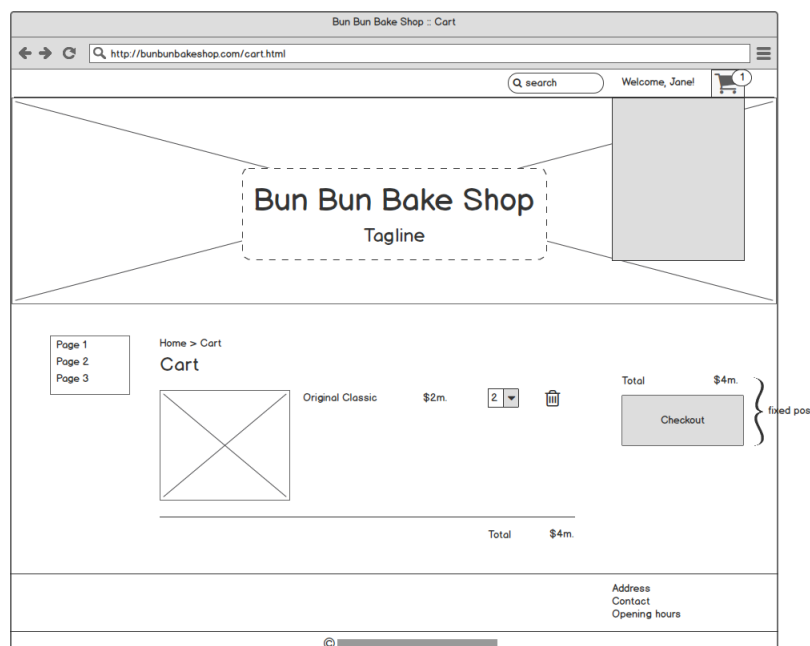 Bun Bun Bake Shop :: Cart
http://bunbunbakeshop.com/cart.html
search
Welcome, Jane!
1
Bun Bun Bake Shop
Tagline
Page 1
Page 2
Page 3
Home > Cart
Cart
Original Classic $2m. 2
Total $4m.
Total $4m.
Checkout
fixed pos
Address
Contact
Opening hours
©